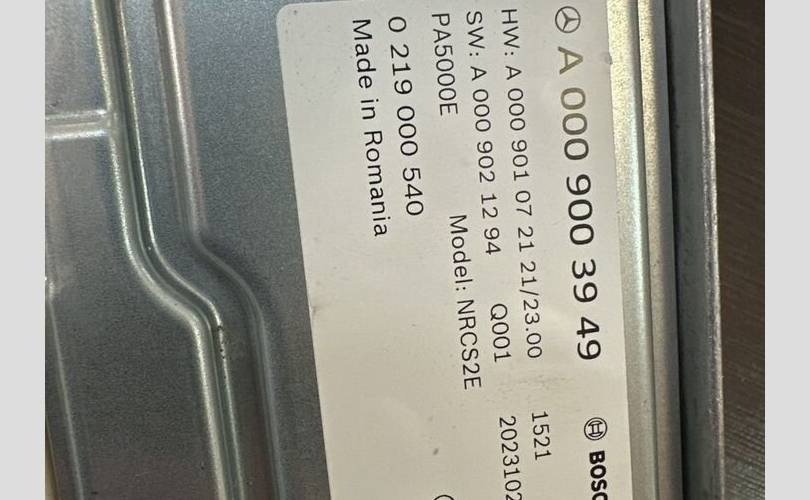 A 000 900 39 49
BOSC
HW: A 000 901 07 21 21/23.00
1521
SW: A 000 902 12 94 Q001
2023102
PA5000E Model: NRCS2E
0 219 000 540
Made in Romania